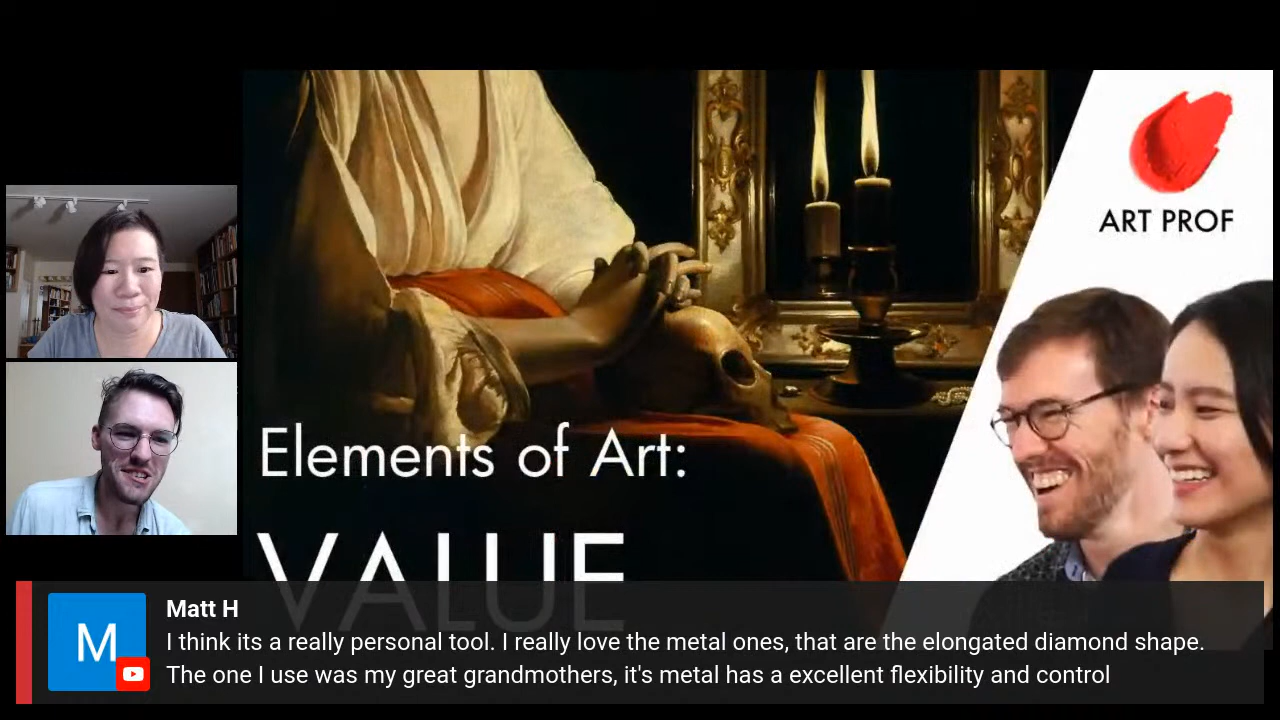 ART PROF
Elements of Art:
VALUE
M
Matt H
I think its a really personal tool. I really love the metal ones, that are the elongated diamond shape.
The one I use was my great grandmothers, it's metal has a excellent flexibility and control